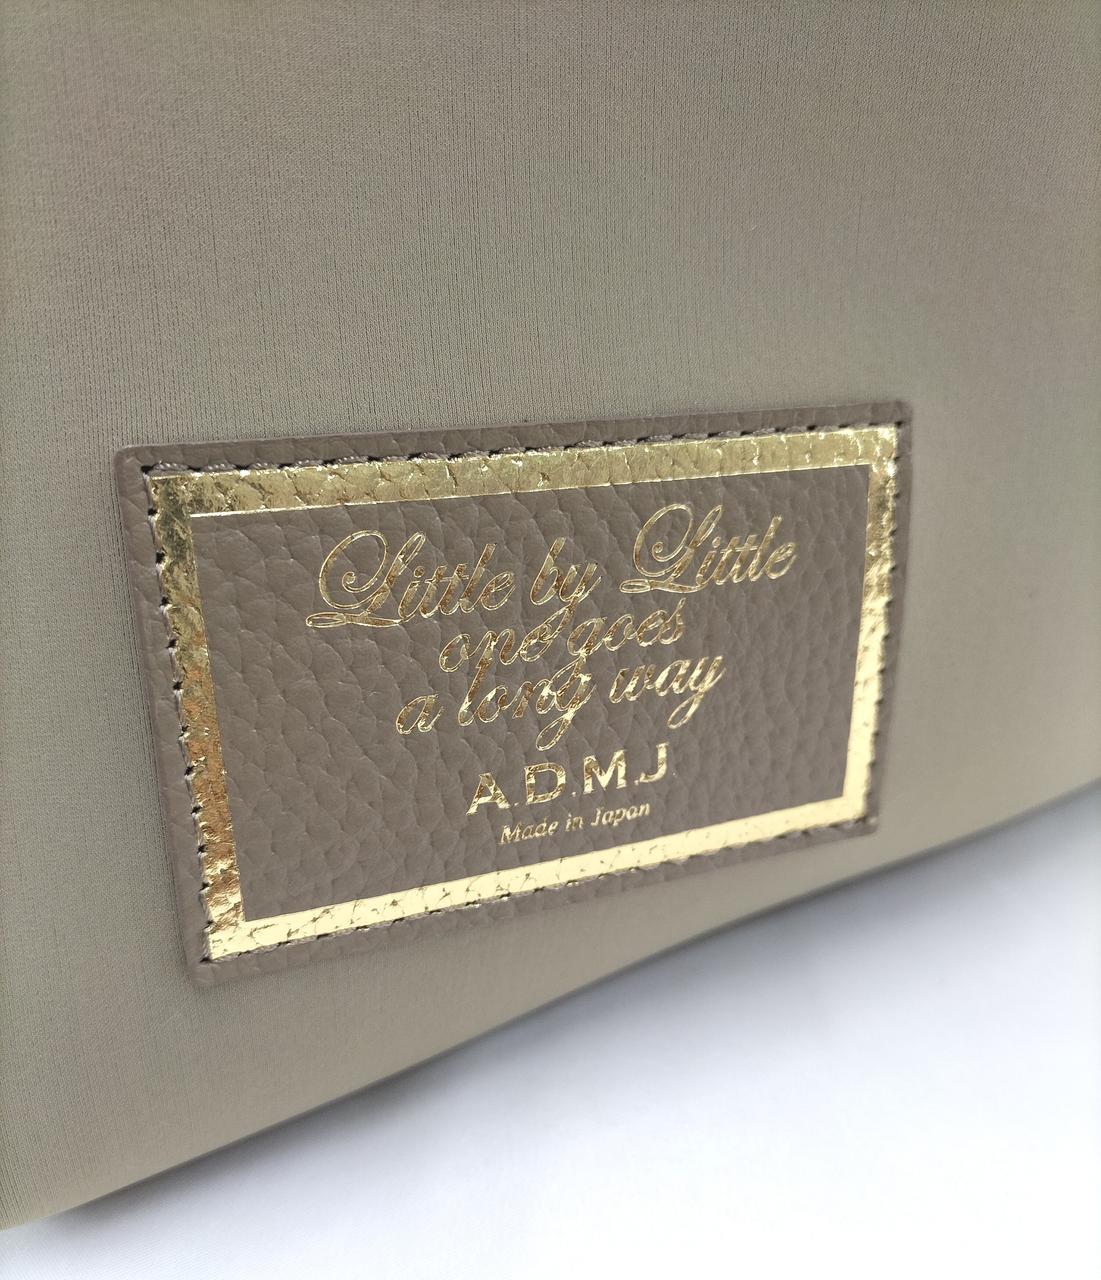 Little by Little
one goes
a long way
A.D.M.J
Made in Japan